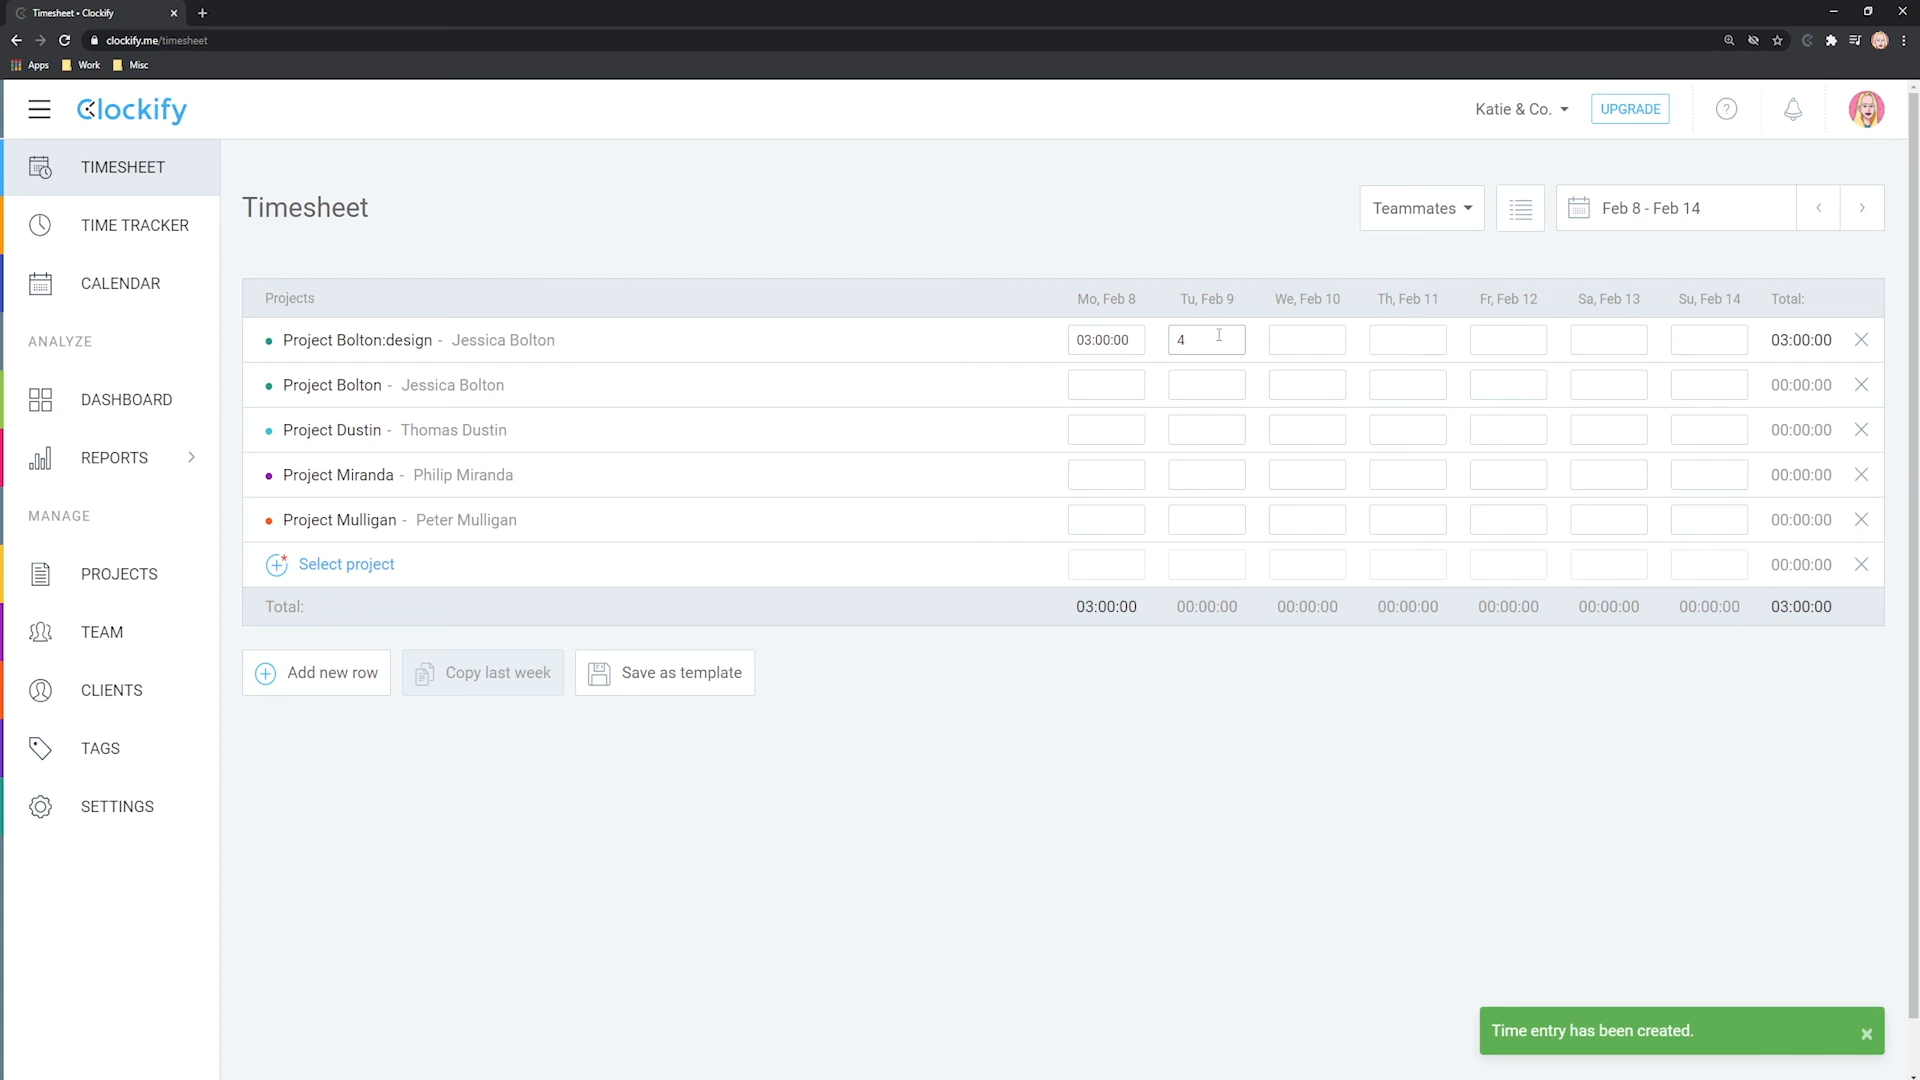 Timesheet • Clockify
clockify.me/timesheet
Apps Work Misc
Clockify
Katie & Co. UPGRADE
TIMESHEET
TIME TRACKER
CALENDAR
ANALYZE
DASHBOARD
REPORTS
MANAGE
PROJECTS
TEAM
CLIENTS
TAGS
SETTINGS
Timesheet
Teammates Feb 8 - Feb 14
Projects Mo, Feb 8 Tu, Feb 9 We, Feb 10 Th, Feb 11 Fr, Feb 12 Sa, Feb 13 Su, Feb 14 Total:
Project Bolton:design - Jessica Bolton 03:00:00 4 03:00:00
Project Bolton - Jessica Bolton 00:00:00
Project Dustin - Thomas Dustin 00:00:00
Project Miranda - Philip Miranda 00:00:00
Project Mulligan - Peter Mulligan 00:00:00
Select project 00:00:00
Total: 03:00:00 00:00:00 00:00:00 00:00:00 00:00:00 00:00:00 00:00:00 03:00:00
Add new row Copy last week Save as template
Time entry has been created.